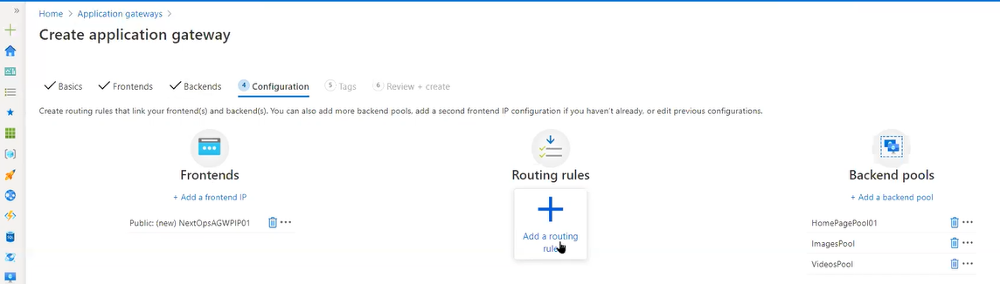 »
Home > Application gateways >
Create application gateway
Basics Frontends Backends 4 Configuration 5 Tags 6 Review + create
Create routing rules that link your frontend(s) and backend(s). You can also add more backend pools, add a second frontend IP configuration if you haven't already, or edit previous configurations.
Frontends Routing rules Backend pools
+ Add a frontend IP + Add a backend pool
Add a routing
rule
Public: (new) NextOpsAGWPIP01 ··· HomePagePool01 ···
ImagesPool ···
VideosPool ···